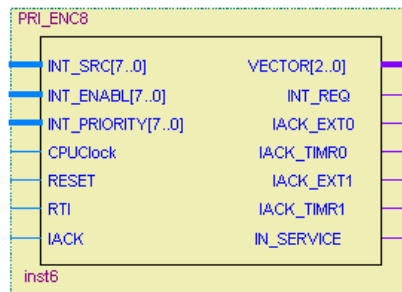 PRI_ENC8
INT_SRC[7..0] VECTOR[2..0]
INT_ENABL[7..0] INT_REQ
INT_PRIORITY[7..0] IACK_EXT0
CPUClock IACK_TIMR0
RESET IACK_EXT1
RTI IACK_TIMR1
IACK IN_SERVICE
inst6